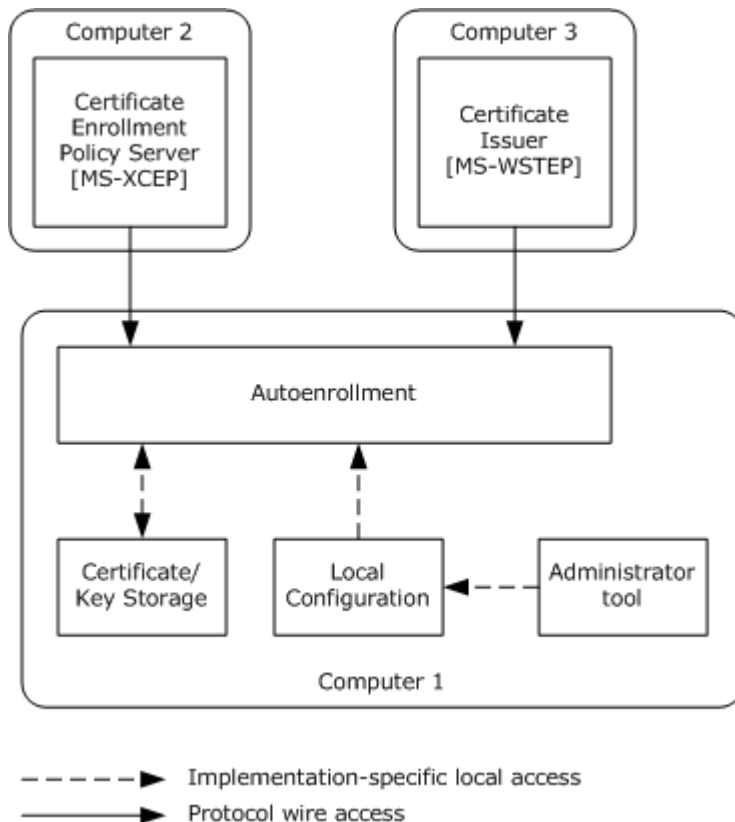 Computer 2
Certificate
Enrollment
Policy Server
[MS-XCEP]
Computer 3
Certificate
Issuer
[MS-WSTEP]
Autoenrollment
Certificate/
Key Storage
Local
Configuration
Administrator
tool
Computer 1
Implementation-specific local access
Protocol wire access